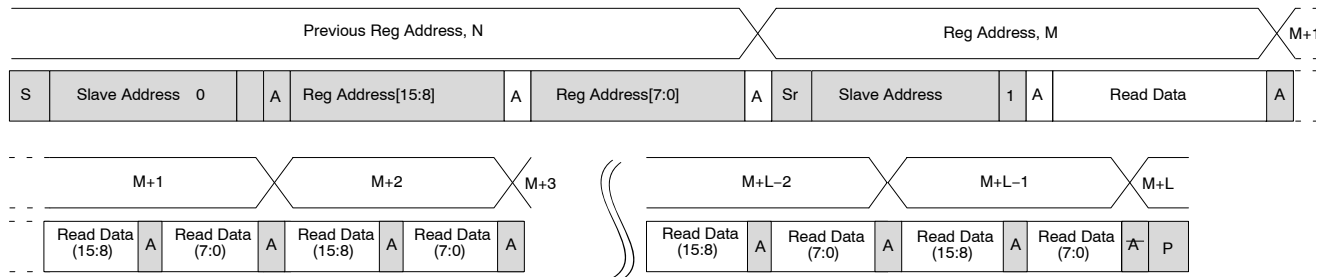 Previous Reg Address, N Reg Address, M M+1
S Slave Address 0 A Reg Address[15:8] A Reg Address[7:0] A Sr Slave Address 1 A Read Data A
M+1 M+2 M+3 M+L−2 M+L−1 M+L
Read Data (15:8) A Read Data (7:0) A Read Data (15:8) A Read Data (7:0) A Read Data (15:8) A Read Data (7:0) A Read Data (15:8) A Read Data (7:0) A P